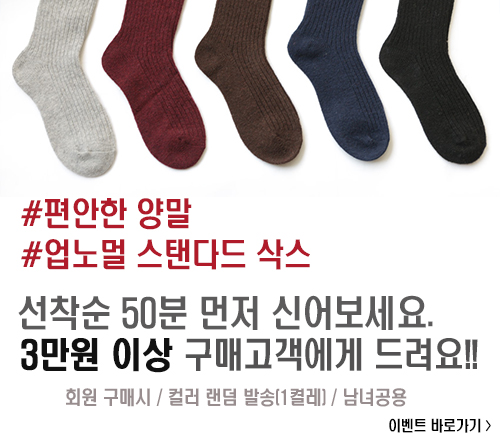 #편안한 양말
#업노멀 스탠다드 삭스
선착순 50분 먼저 신어보세요.
3만원 이상 구매고객에게 드려요!!
회원 구매시 / 컬러 랜덤 발송(1켤레) / 남녀공용
이벤트 바로가기 >